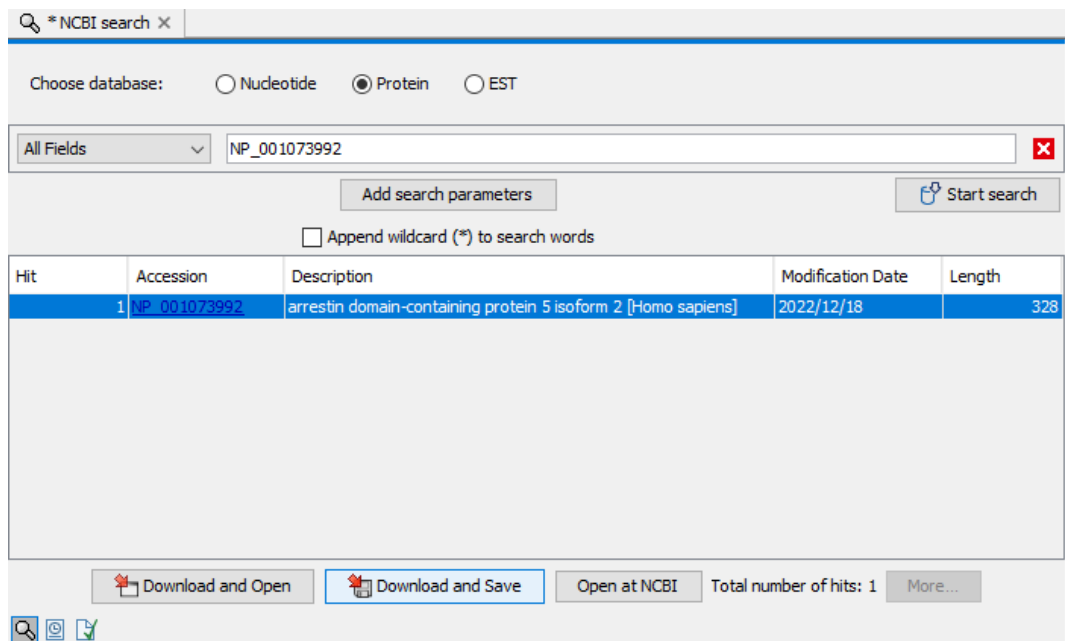 * NCBI search
Choose database: Nucleotide Protein EST
All Fields NP_001073992
Add search parameters Start search
Append wildcard (*) to search words
Hit Accession Description Modification Date Length
1 NP_001073992 arrestin domain-containing protein 5 isoform 2 [Homo sapiens] 2022/12/18 328
Download and Open Download and Save Open at NCBI Total number of hits: 1 More...